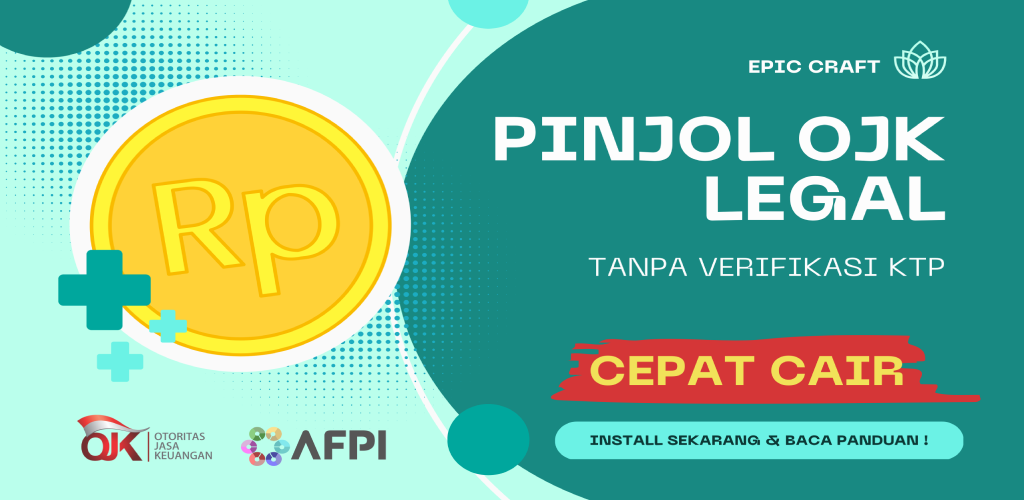 EPIC CRAFT
PINJOL OJK
LEGAL
TANPA VERIFIKASI KTP
Rp
CEPAT CAIR
INSTALL SEKARANG & BACA PANDUAN !
OJK
OTORITAS
JASA
KEUANGAN
AFPI